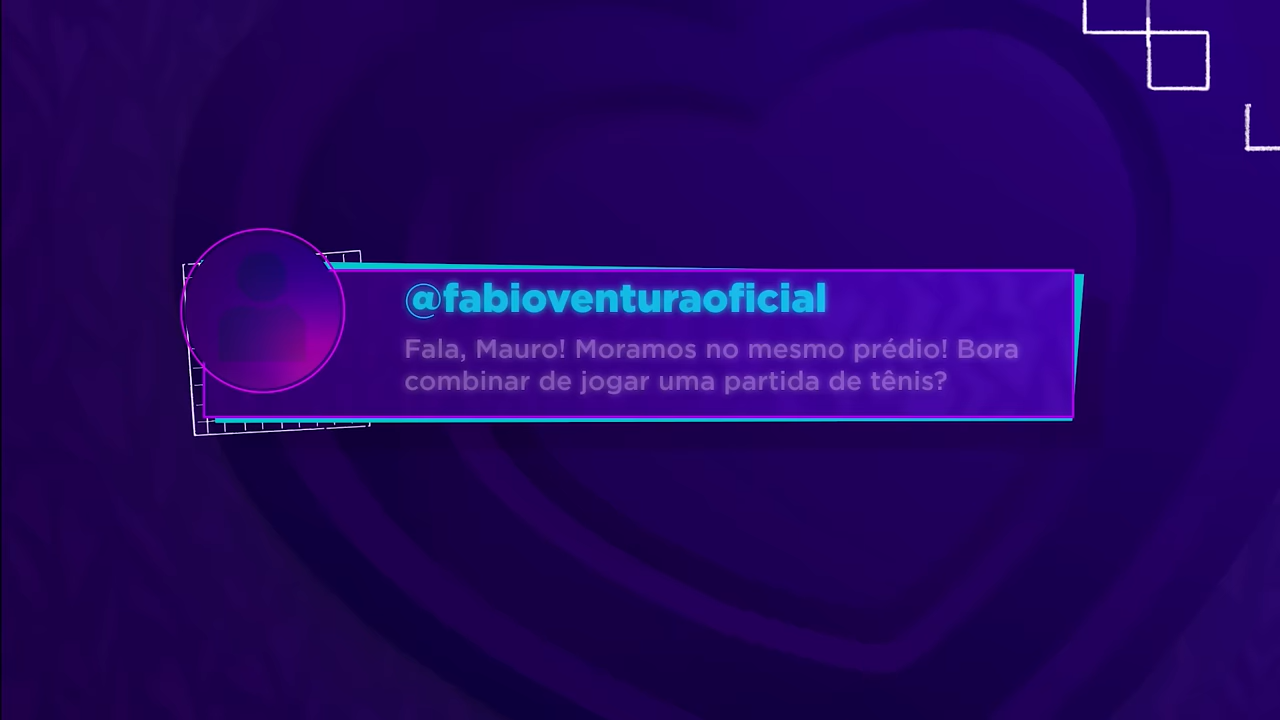 @fabioventuraoficial
Fala, Mauro! Moramos no mesmo prédio! Bora
combinar de jogar uma partida de tênis?